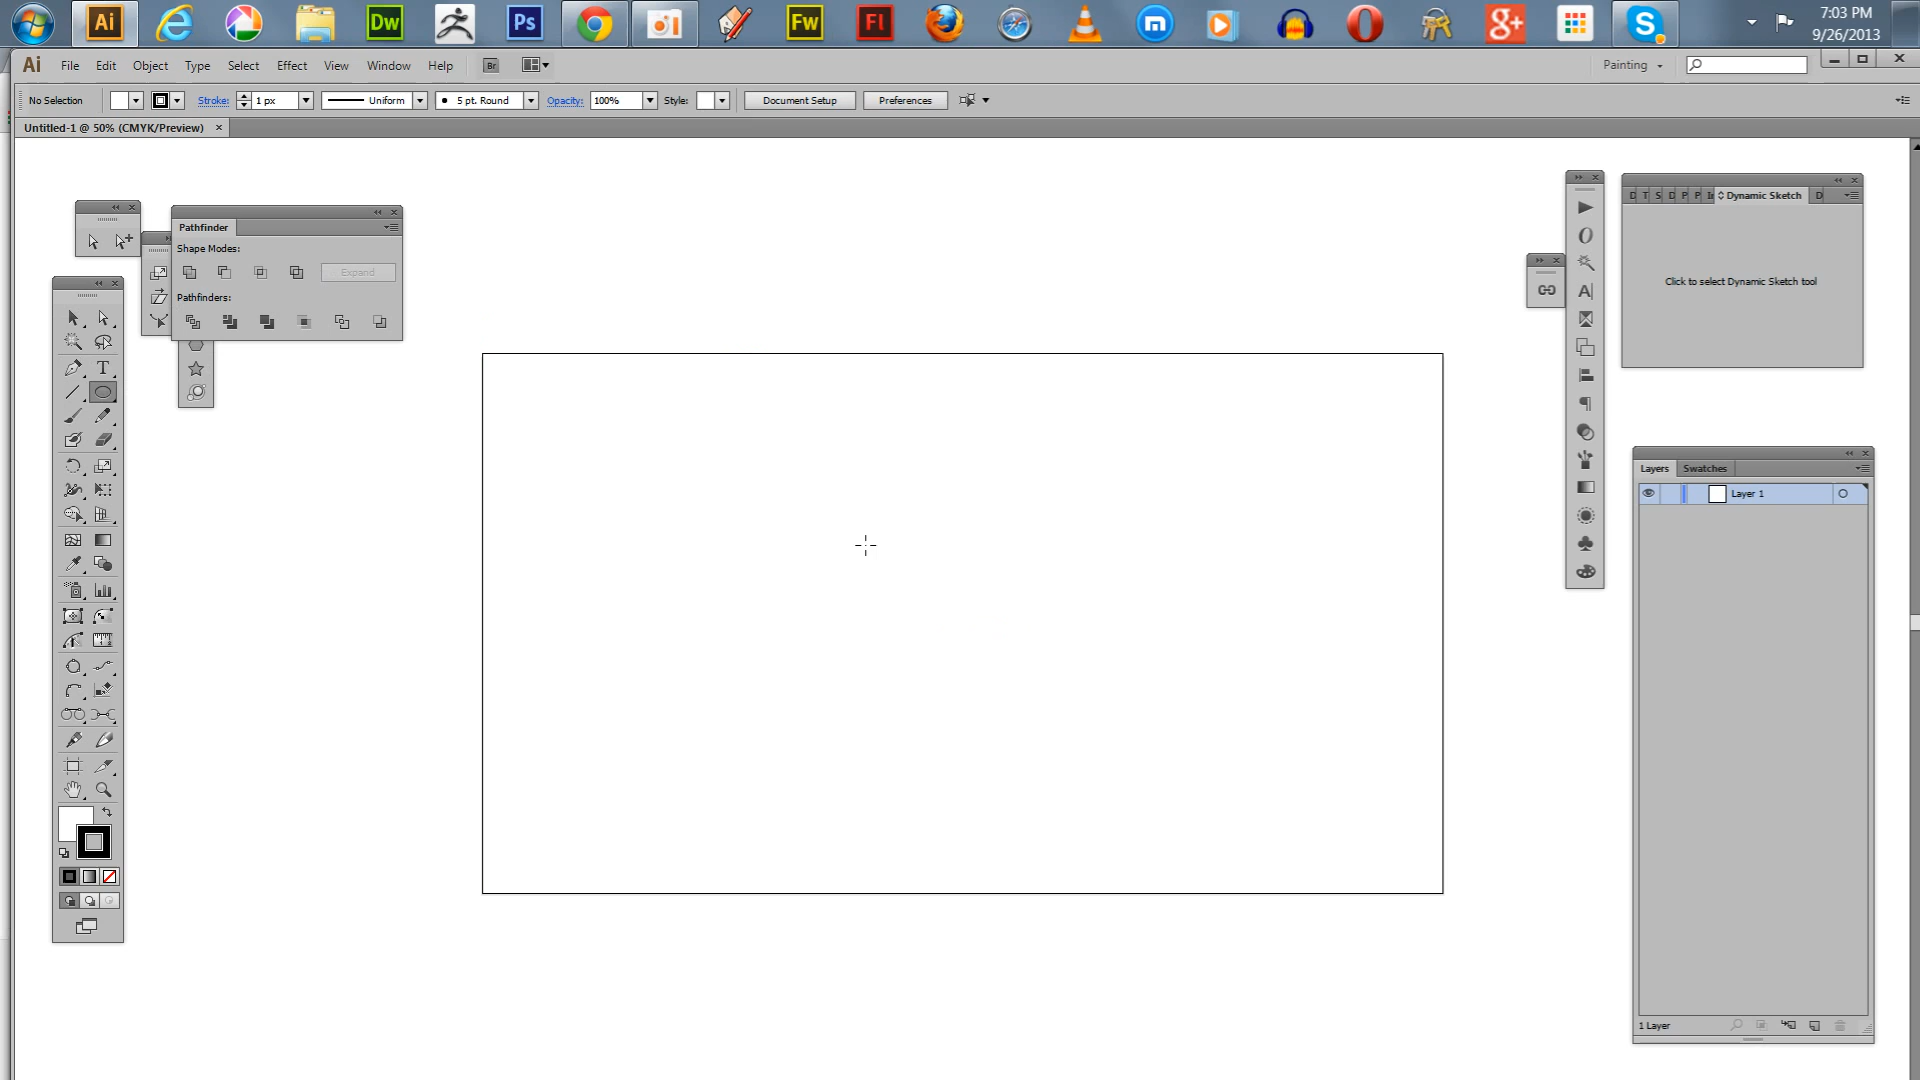 Ai
Dw
Ps
Fw
Fl
g+
S
7:03 PM
9/26/2013
Ai File Edit Object Type Select Effect View Window Help Br Painting
No Selection Stroke: 1 px Uniform 5 pt. Round Opacity: 100% Style: Document Setup Preferences
Untitled-1 @ 50% (CMYK/Preview) ×
Pathfinder
Shape Modes:
Expand
Pathfinders:
D T S D P P Dynamic Sketch D
Click to select Dynamic Sketch tool
Layers Swatches
Layer 1
1 Layer